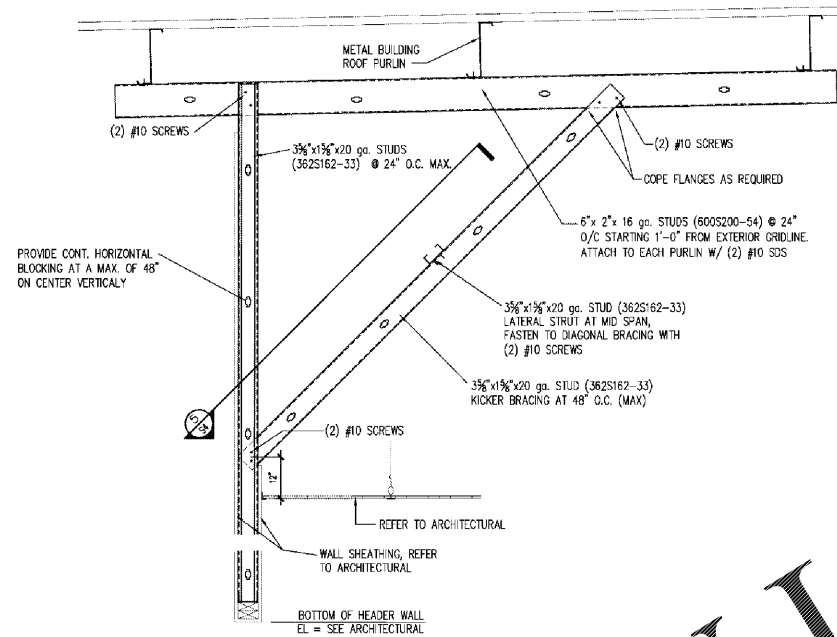 METAL BUILDING
ROOF PURLIN
(2) #10 SCREWS
3⅝"x1⅝"x20 ga. STUDS
(362S162-33) @ 24" O.C. MAX.
(2) #10 SCREWS
COPE FLANGES AS REQUIRED
6"x 2"x 16 ga. STUDS (600S200-54) @ 24"
O/C STARTING 1'-0" FROM EXTERIOR GRIDLINE.
ATTACH TO EACH PURLIN W/ (2) #10 SDS
PROVIDE CONT. HORIZONTAL
BLOCKING AT A MAX. OF 48"
ON CENTER VERTICALY
3⅝"x1⅝"x20 ga. STUD (362S162-33)
LATERAL STRUT AT MID SPAN,
FASTEN TO DIAGONAL BRACING WITH
(2) #10 SCREWS
3⅝"x1⅝"x20 ga. STUD (362S162-33)
KICKER BRACING AT 48" O.C. (MAX)
5
S4
(2) #10 SCREWS
12"
REFER TO ARCHITECTURAL
WALL SHEATHING, REFER
TO ARCHITECTURAL
BOTTOM OF HEADER WALL
EL = SEE ARCHITECTURAL